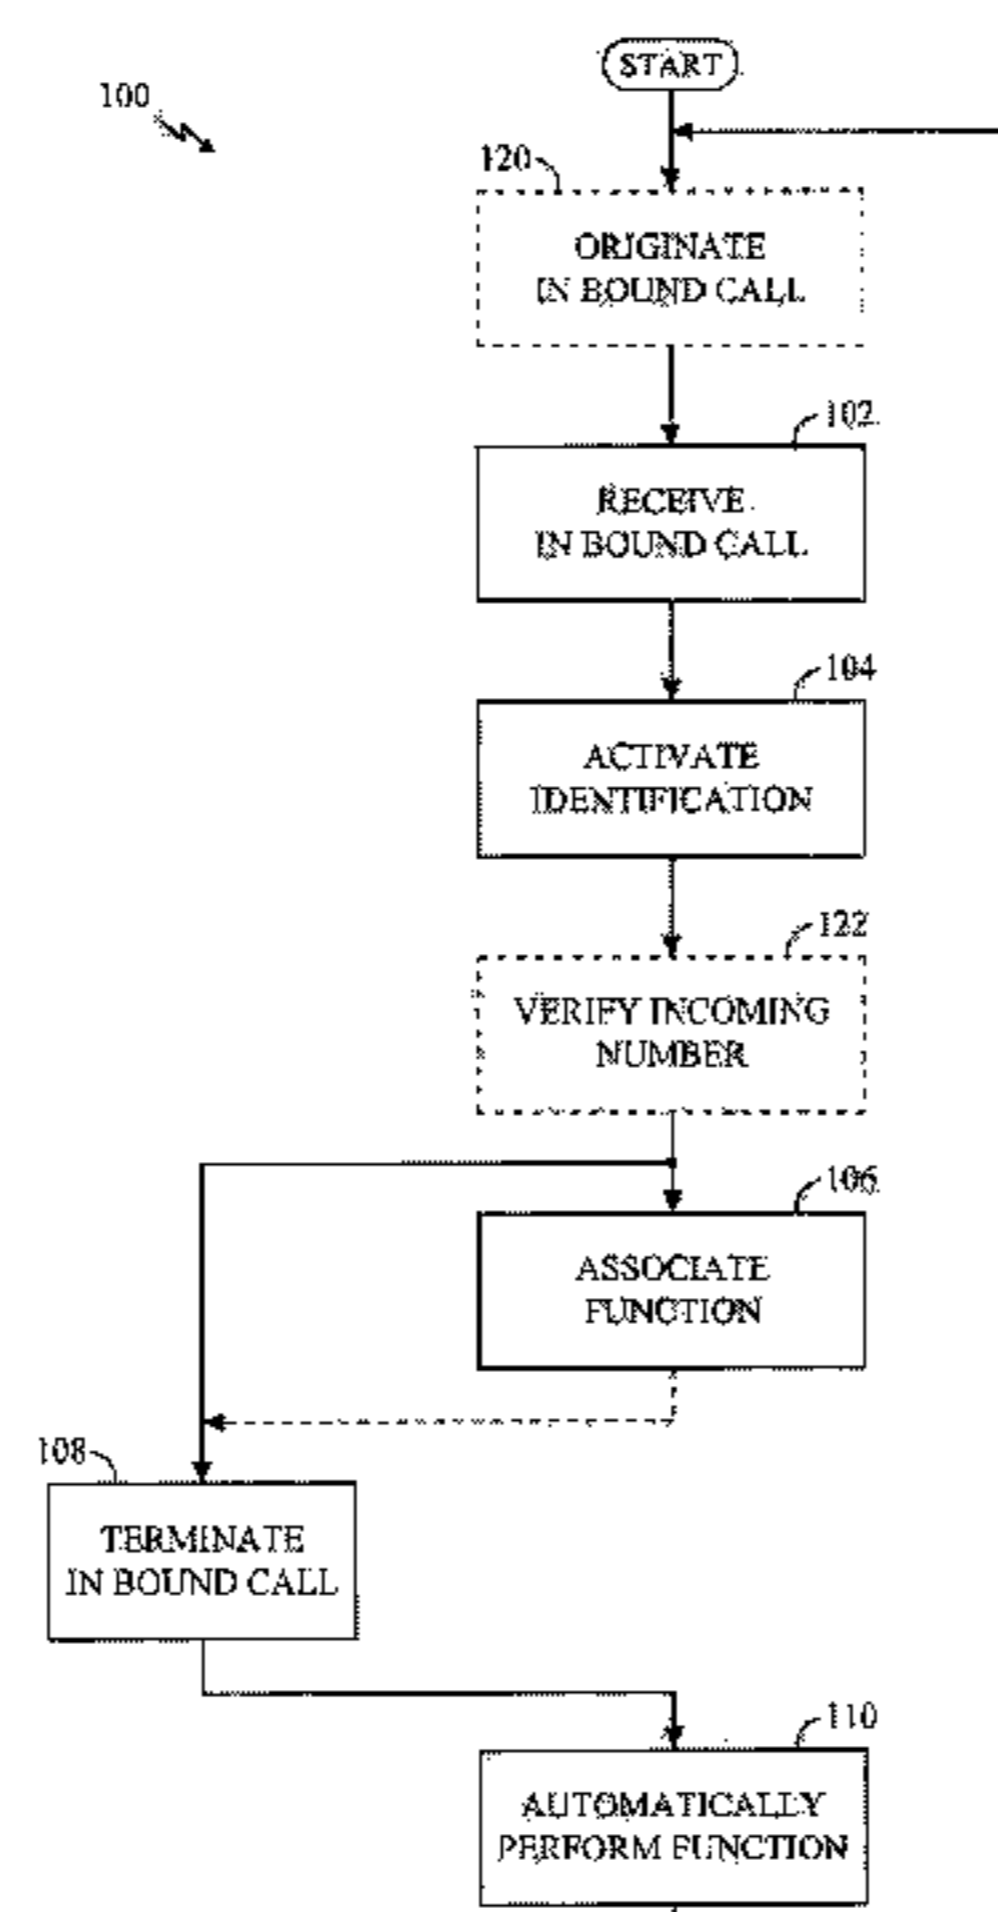 START
100
120
ORIGINATE
IN BOUND CALL
102
RECEIVE
IN BOUND CALL
104
ACTIVATE
IDENTIFICATION
122
VERIFY INCOMING
NUMBER
106
ASSOCIATE
FUNCTION
108
TERMINATE
IN BOUND CALL
110
AUTOMATICALLY
PERFORM FUNCTION